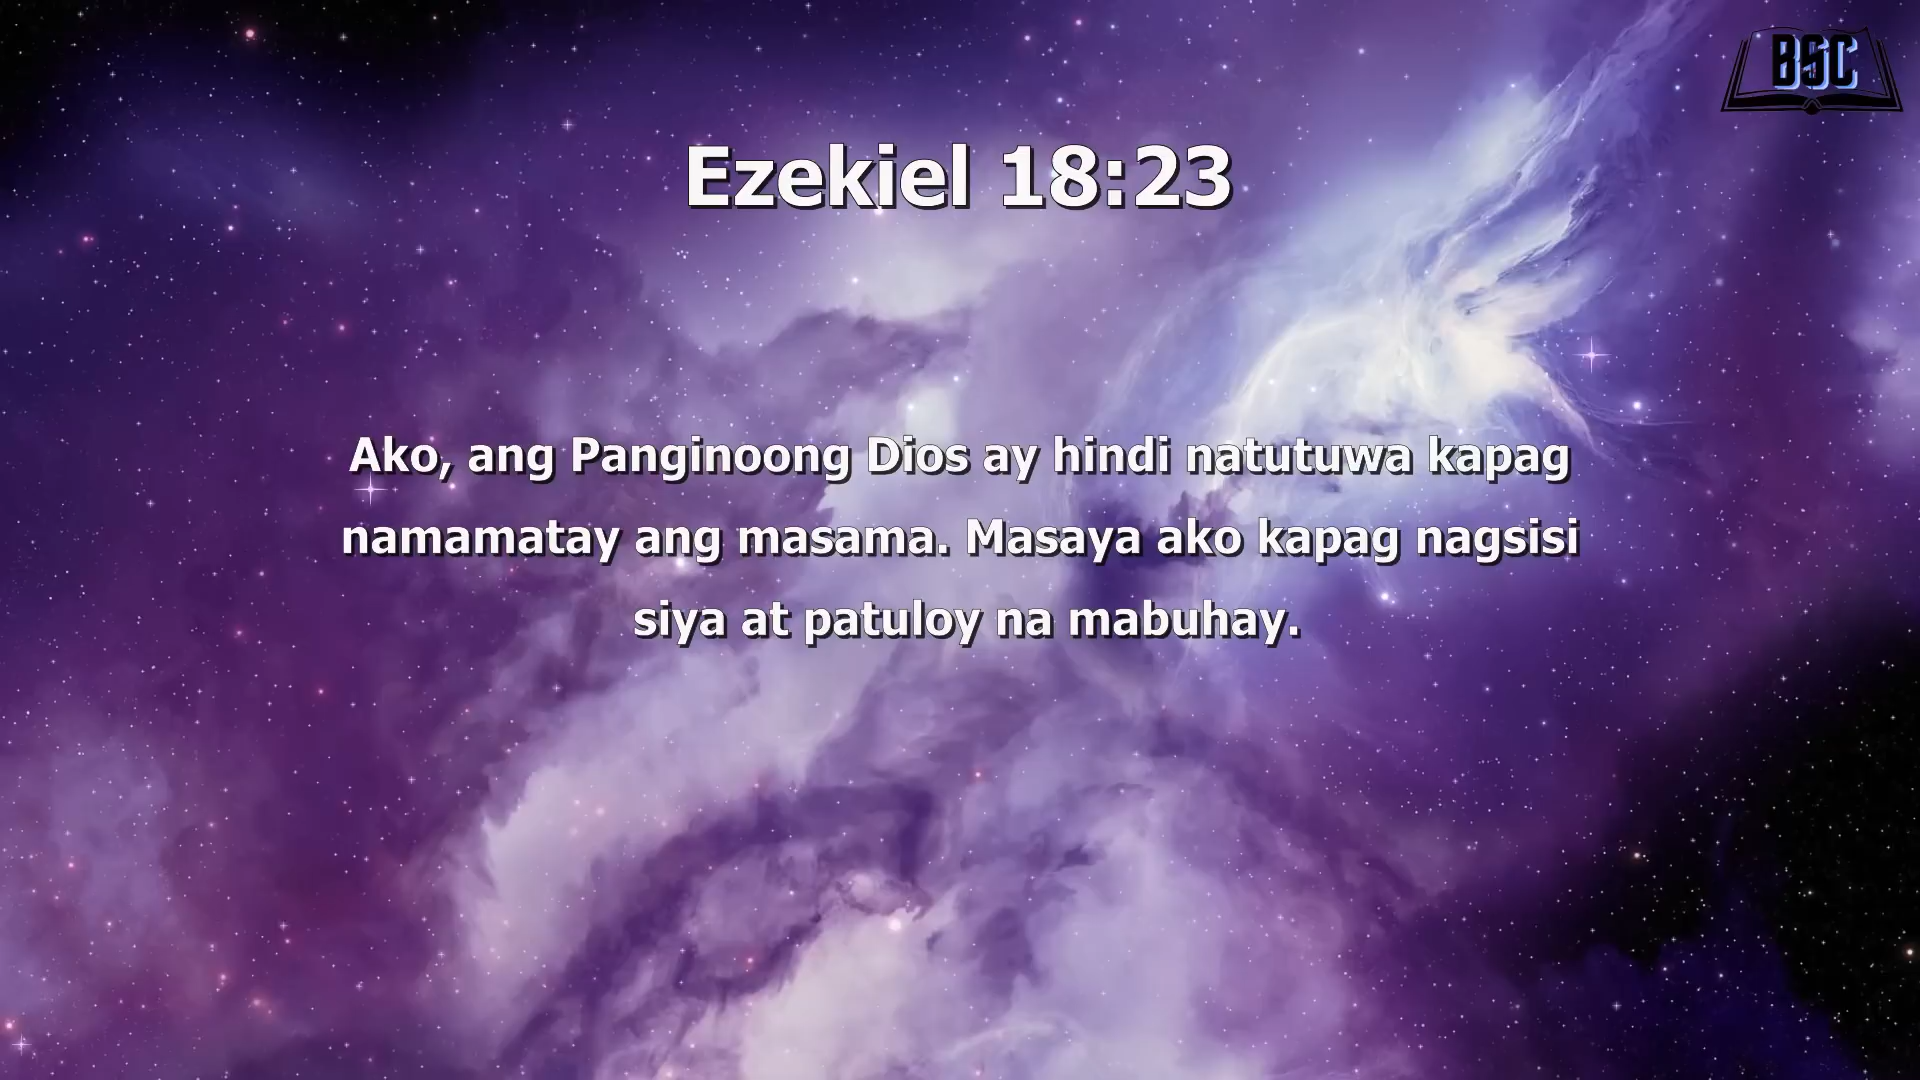 BSC
Ezekiel 18:23
Ako, ang Panginoong Dios ay hindi natutuwa kapag
namamatay ang masama. Masaya ako kapag nagsisi
siya at patuloy na mabuhay.